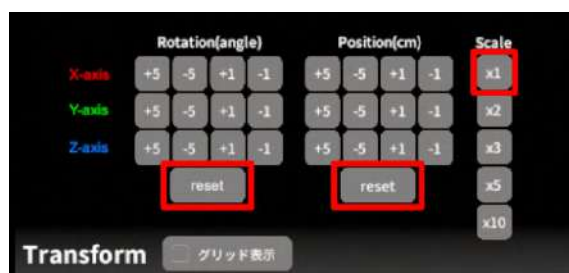 Rotation(angle) Position(cm) Scale
X-axis +5 -5 +1 -1 +5 -5 +1 -1 x1
Y-axis +5 -5 +1 -1 +5 -5 +1 -1 x2
Z-axis +5 -5 +1 -1 +5 -5 +1 -1 x3
reset reset x5
x10
Transform グリッド表示